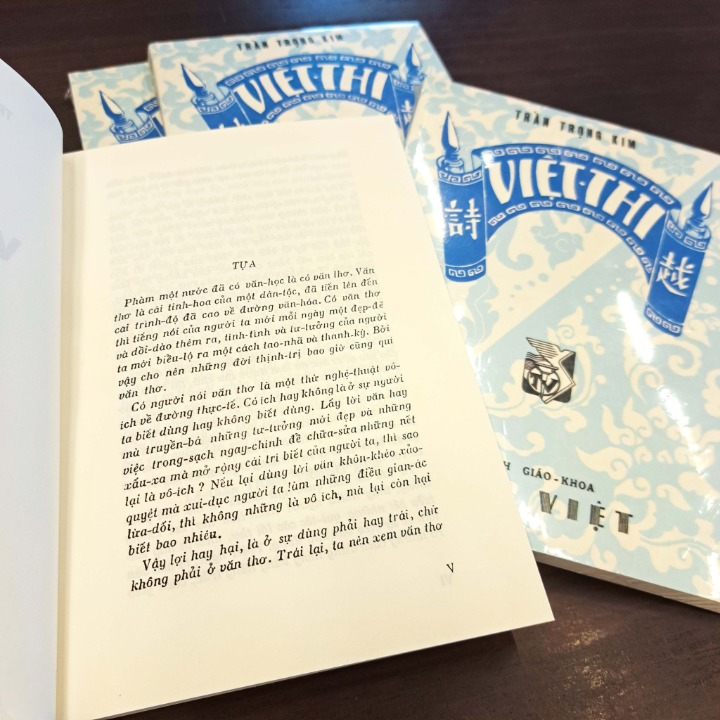 TỰA
Phàm một nước đã có văn-học là có văn thơ. Văn
thơ là cái tinh-hoa của một dân-tộc, đã tiến lên đến
cái trình-độ đã cao về đường văn-hóa. Có văn thơ
thì tiếng nói của người ta mới mỗi ngày một đẹp-đẽ
và dồi-dào thêm ra, tính-tình và tư-tưởng của người
ta mới biểu-lộ ra một cách tao-nhã và thanh-kỳ. Bởi
vậy cho nên những đời thịnh-trị bao giờ cũng quí
văn thơ.
Có người nói văn thơ là một thứ nghệ-thuật vô-
ích về đường thực-tế. Có ích hay không là ở sự người
ta biết dùng hay không biết dùng. Lấy lời văn hay
mà truyền-bá những tư-tưởng mới đẹp và những
việc trong-sạch ngay-chính để chữa-sửa những nết
xấu-xa mà mở rộng cái trí biết của người ta, thì sao
lại là vô-ích ? Nếu lại dùng lời văn khôn-khéo xảo-
quyệt mà xui-dục người ta làm những điều gian-ác
lừa-dối, thì không những là vô ích, mà lại còn hại
biết bao nhiêu.
Vậy lợi hay hại, là ở sự dùng phải hay trái, chứ
không phải ở văn thơ. Trái lại, ta nên xem văn thơ
V
TRẦN TRỌNG KIM
VIỆT-THI
TRẦN TRỌNG KIM
VIỆT-THI
詩
越
TV
H GIÁO-KHOA
VIỆT